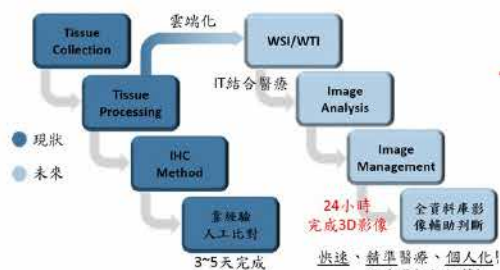 雲端化
Tissue
Collection
WSI/WTI
IT結合醫療
Tissue
Processing
Image
Analysis
現狀
未來
IHC
Method
Image
Management
24小時
完成3D影像
靠經驗
人工比對
全資料庫影
像輔助判斷
3~5天完成
快速、精準醫療、個人化!